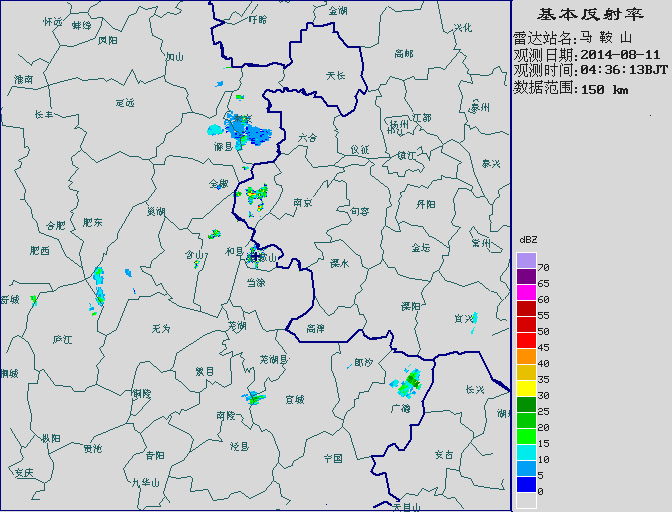 基本反射率
雷达站名:马 鞍 山
观测日期:2014-08-11
观测时间:04:36:13BJT
数据范围:150 km
dBZ
70
65
60
55
50
45
40
35
30
25
20
15
10
5
0
怀远
蚌埠
凤阳
盱眙
金湖
兴化
高邮
天长
淮南
长丰
定远
泰州
江都
扬州
六合
仪征
镇江
泰兴
滁县
全椒
南京
句容
丹阳
巢湖
合肥
肥东
肥西
含山
和县
金坛
常州
溧水
当涂
舒城
溧阳
宜兴
庐江
无为
芜湖
高淳
芜湖县
郎溪
桐城
繁昌
铜陵
宣城
广德
长兴
南陵
枞阳
贵池
青阳
泾县
宁国
安吉
安庆
九华山
天目山